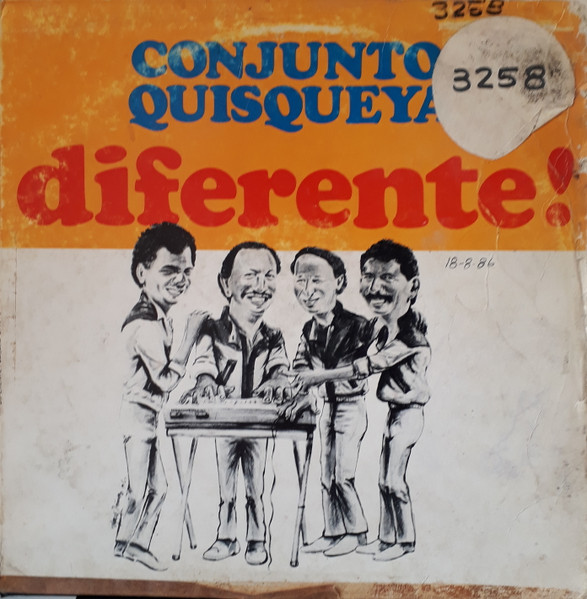 3258
CONJUNTO
3258
QUISQUEYA
diferente!
18-8-86